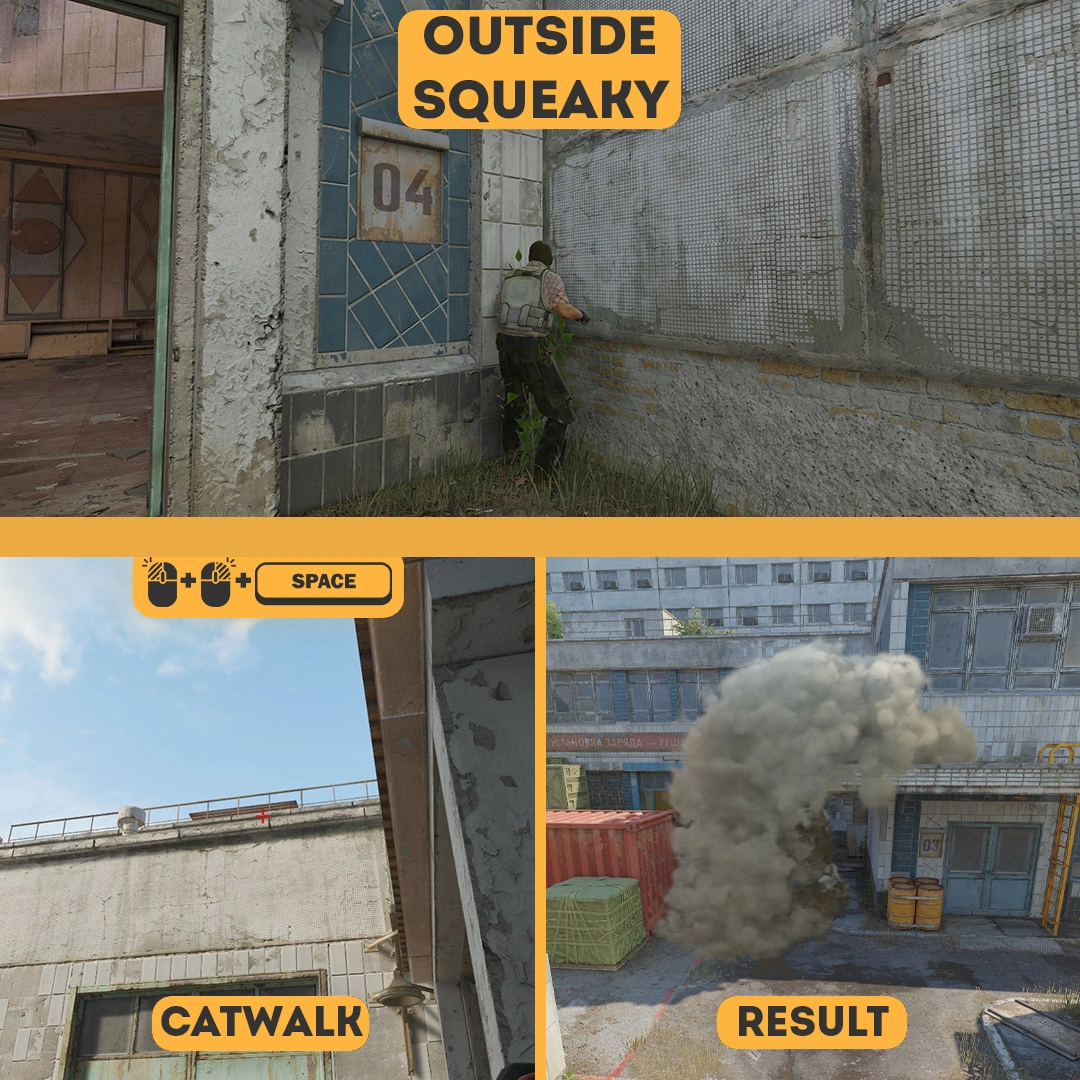 OUTSIDE
SQUEAKY
04
+ + SPACE
УСТАНОВКА ЗАРЯДА —
03
CATWALK
RESULT